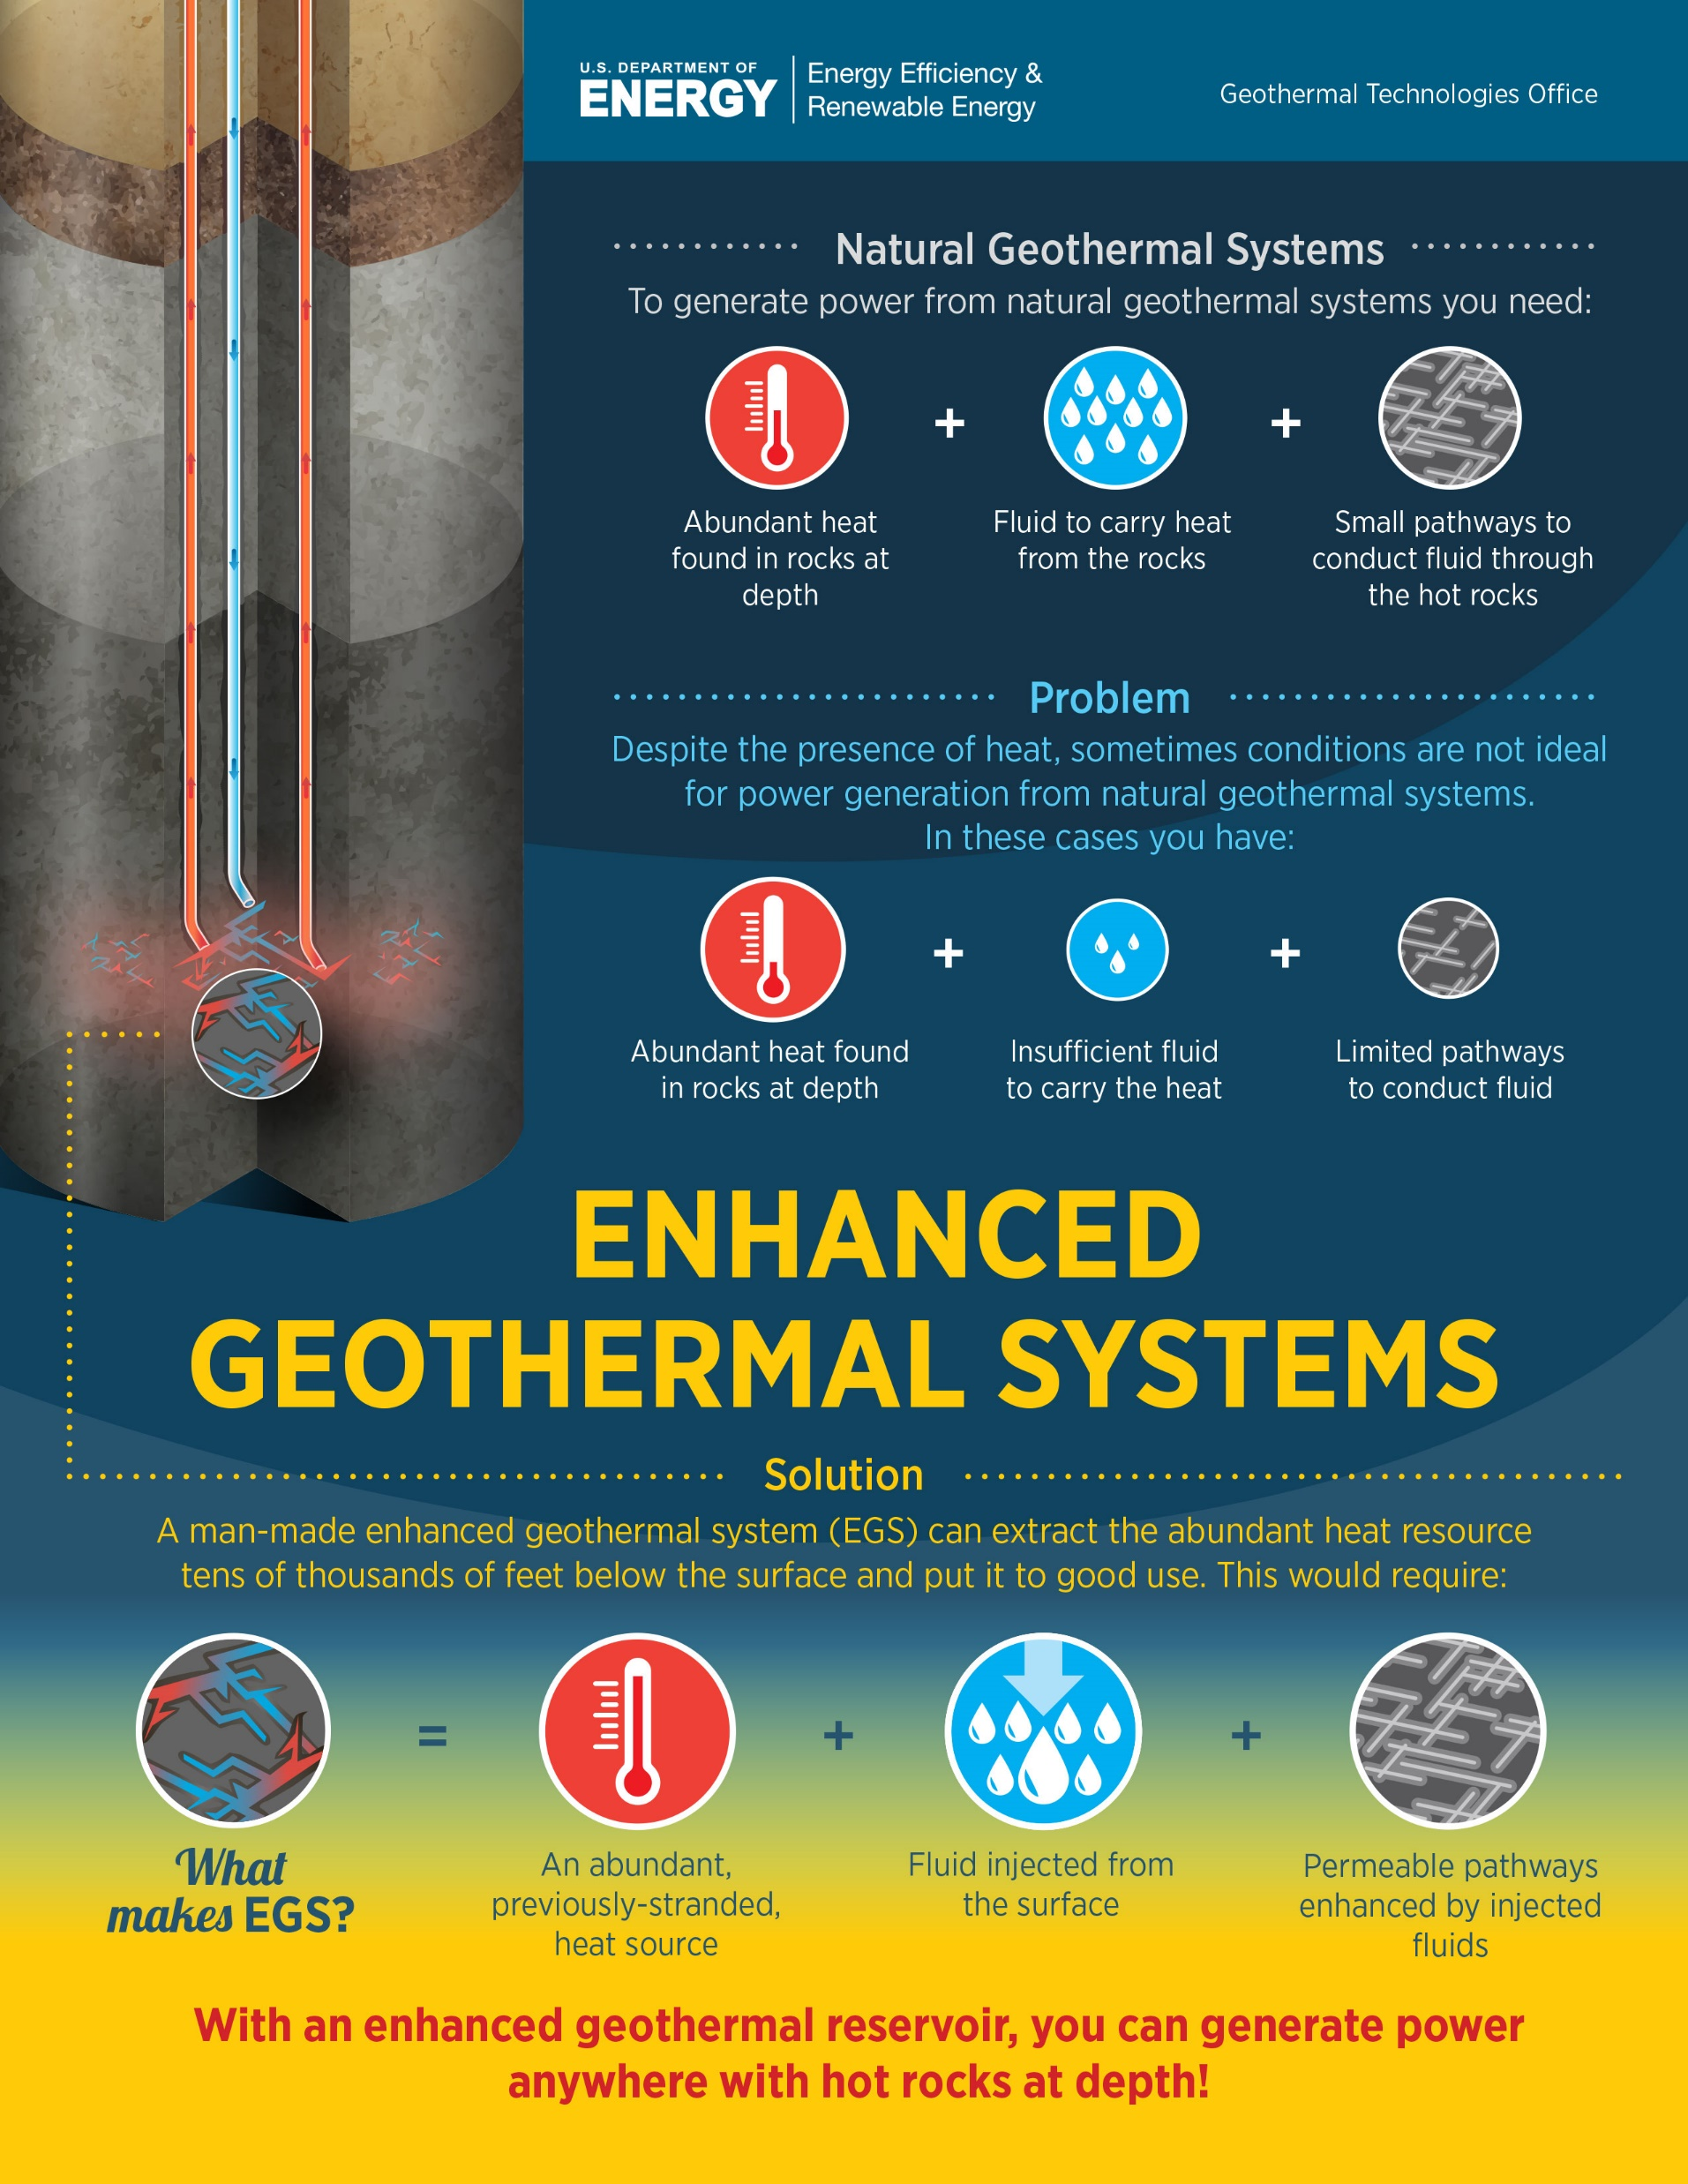 U.S. DEPARTMENT OF
ENERGY
Energy Efficiency &
Renewable Energy
Geothermal Technologies Office
Natural Geothermal Systems
To generate power from natural geothermal systems you need:
+
+
Abundant heat
found in rocks at
depth
Fluid to carry heat
from the rocks
Small pathways to
conduct fluid through
the hot rocks
Problem
Despite the presence of heat, sometimes conditions are not ideal
for power generation from natural geothermal systems.
In these cases you have:
+
+
Abundant heat found
in rocks at depth
Insufficient fluid
to carry the heat
Limited pathways
to conduct fluid
ENHANCED
GEOTHERMAL SYSTEMS
Solution
A man-made enhanced geothermal system (EGS) can extract the abundant heat resource
tens of thousands of feet below the surface and put it to good use. This would require:
=
+
+
What
makes EGS?
An abundant,
previously-stranded,
heat source
Fluid injected from
the surface
Permeable pathways
enhanced by injected
fluids
With an enhanced geothermal reservoir, you can generate power
anywhere with hot rocks at depth!